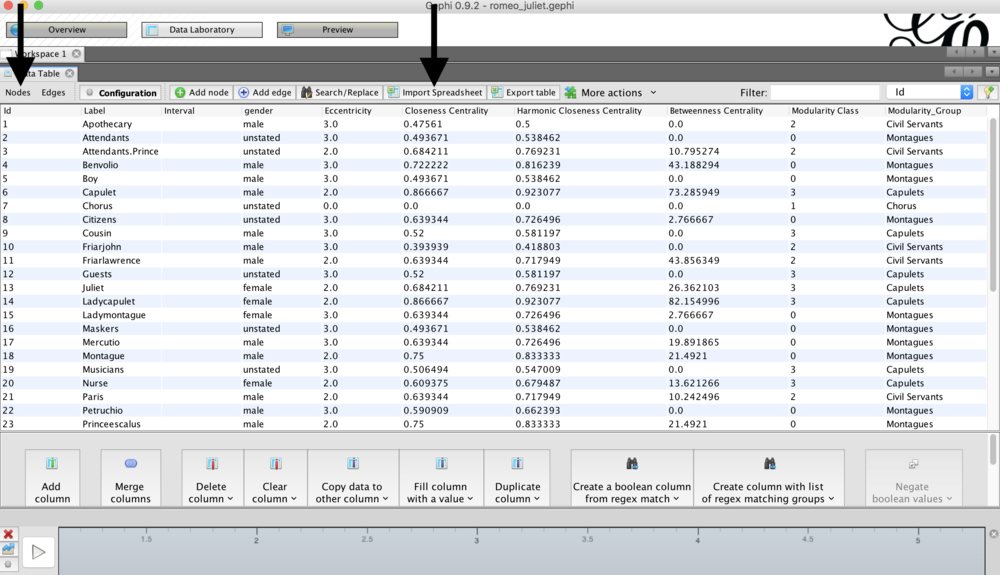 Gephi 0.9.2 - romeo_juliet.gephi
Overview Data Laboratory Preview
Workspace 1
Data Table
Nodes Edges Configuration Add node Add edge Search/Replace Import Spreadsheet Export table More actions Filter: Id
Id Label Interval gender Eccentricity Closeness Centrality Harmonic Closeness Centrality Betweenness Centrality Modularity Class Modularity_Group
1 Apothecary male 3.0 0.47561 0.5 0.0 2 Civil Servants
2 Attendants unstated 3.0 0.493671 0.538462 0.0 0 Montagues
3 Attendants.Prince unstated 2.0 0.684211 0.769231 10.795274 2 Civil Servants
4 Benvolio male 3.0 0.722222 0.816239 43.188294 0 Montagues
5 Boy male 3.0 0.493671 0.538462 0.0 0 Montagues
6 Capulet male 2.0 0.866667 0.923077 73.285949 3 Capulets
7 Chorus unstated 0.0 0.0 0.0 0.0 1 Chorus
8 Citizens unstated 3.0 0.639344 0.726496 2.766667 0 Montagues
9 Cousin male 3.0 0.52 0.581197 0.0 3 Capulets
10 Friarjohn male 3.0 0.393939 0.418803 0.0 2 Civil Servants
11 Friarlawrence male 2.0 0.639344 0.717949 43.856349 2 Civil Servants
12 Guests unstated 3.0 0.52 0.581197 0.0 3 Capulets
13 Juliet female 2.0 0.684211 0.769231 26.362103 3 Capulets
14 Ladycapulet female 2.0 0.866667 0.923077 82.154996 3 Capulets
15 Ladymontague female 3.0 0.639344 0.726496 2.766667 0 Montagues
16 Maskers unstated 3.0 0.493671 0.538462 0.0 0 Montagues
17 Mercutio male 3.0 0.639344 0.726496 19.891865 0 Montagues
18 Montague male 2.0 0.75 0.833333 21.4921 0 Montagues
19 Musicians unstated 3.0 0.506494 0.547009 0.0 3 Capulets
20 Nurse female 2.0 0.609375 0.679487 13.621266 3 Capulets
21 Paris male 2.0 0.639344 0.717949 10.242496 2 Civil Servants
22 Petruchio male 3.0 0.590909 0.662393 0.0 0 Montagues
23 Princeescalus male 2.0 0.75 0.833333 21.4921 0 Montagues
Add column
Merge columns
Delete column
Clear column
Copy data to other column
Fill column with a value
Duplicate column
Create a boolean column from regex match
Create column with list of regex matching groups
Negate boolean values
1.5 2 2.5 3 3.5 4 4.5 5